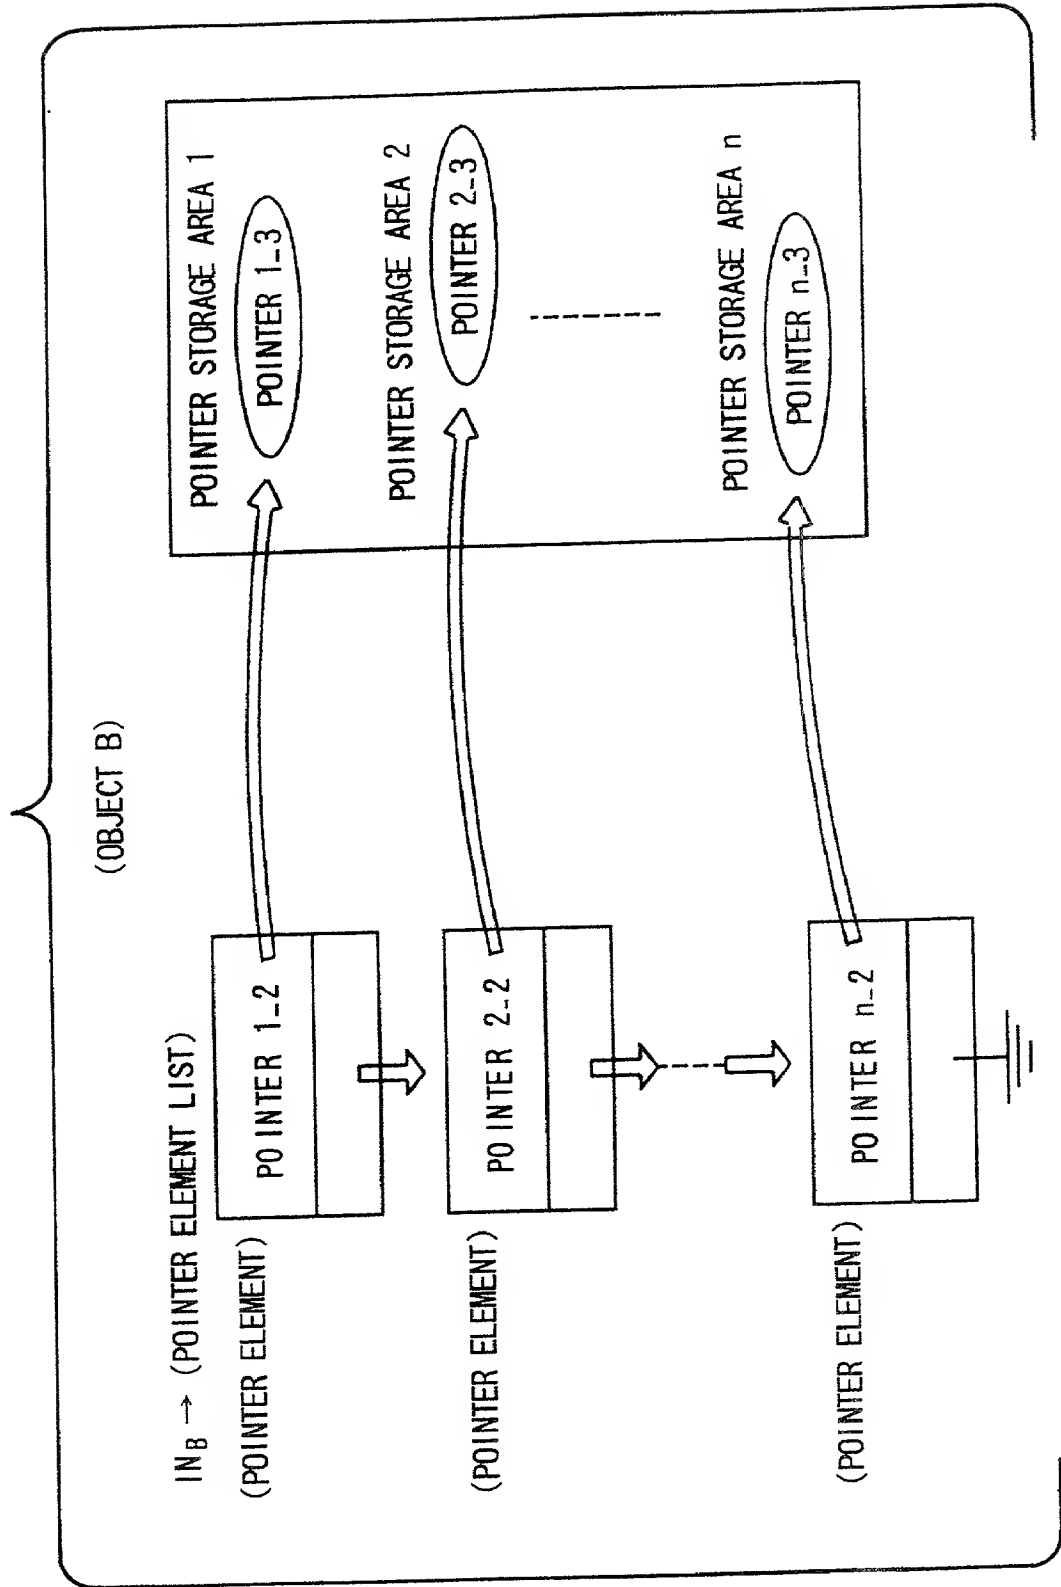 (OBJECT B)
IN_B → (POINTER ELEMENT LIST)
(POINTER ELEMENT)
POINTER 1_2
POINTER STORAGE AREA 1
POINTER 1_3
(POINTER ELEMENT)
POINTER 2_2
POINTER STORAGE AREA 2
POINTER 2_3
(POINTER ELEMENT)
POINTER n_2
POINTER STORAGE AREA n
POINTER n_3